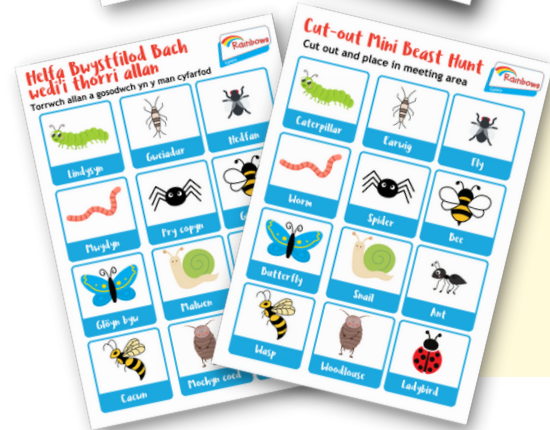 Helfa Bwystfilod Bach
wedi'i thorri allan
Rainbows
Torrwch allan a gosodwch yn y man cyfarfod
Lindysyn
Gweiadur
Hedfan
Mwydyn
Pry copyn
G
Glöyn byw
Malwen
Cacwn
Mochyn coed
Cut-out Mini Beast Hunt
Rainbows
Cut out and place in meeting area
Caterpillar
Earwig
Fly
Worm
Spider
Bee
Butterfly
Snail
Ant
Wasp
Woodlouse
Ladybird